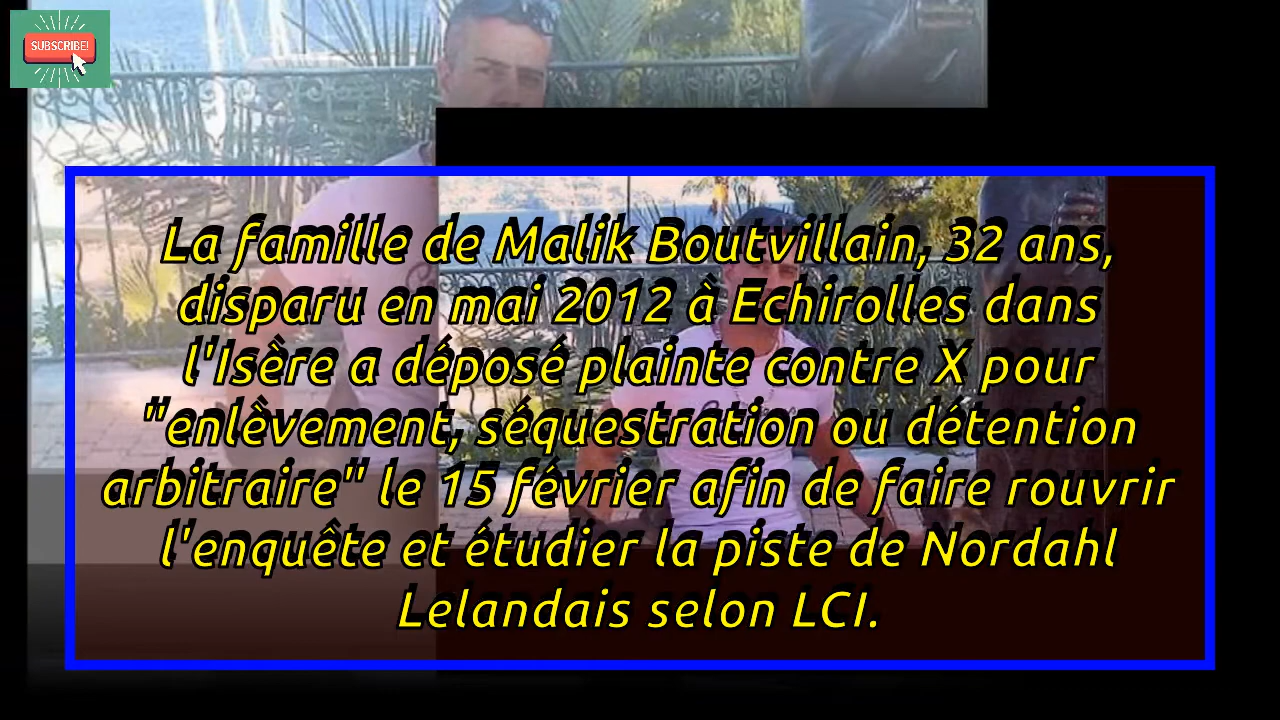 SUBSCRIBE!
La famille de Malik Boutvillain, 32 ans,
disparu en mai 2012 à Echirolles dans
l'Isère a déposé plainte contre X pour
"enlèvement, séquestration ou détention
arbitraire" le 15 février afin de faire rouvrir
l'enquête et étudier la piste de Nordahl
Lelandais selon LCI.